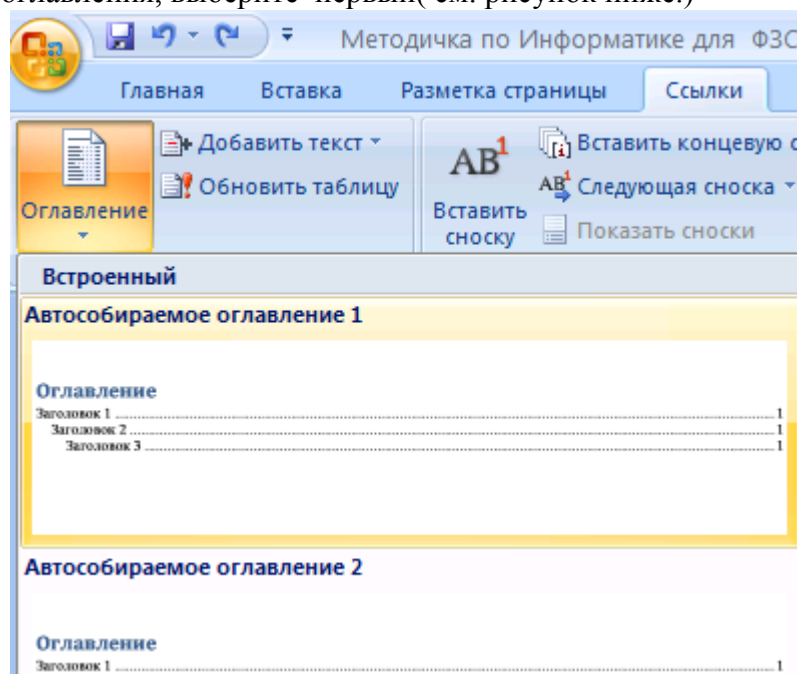 оглавления, выберите первый( см. рисунок ниже.)
Методичка по Информатике для ФЗС
Главная Вставка Разметка страницы Ссылки
Оглавление
Добавить текст
Обновить таблицу
AB1
Вставить сноску
Вставить концевую с
AB1 Следующая сноска
Показать сноски
Встроенный
Автособираемое оглавление 1
Оглавление
Заголовок 1 ........ 1
Заголовок 2 ........ 1
Заголовок 3 ........ 1
Автособираемое оглавление 2
Оглавление
Заголовок 1 ........ 1